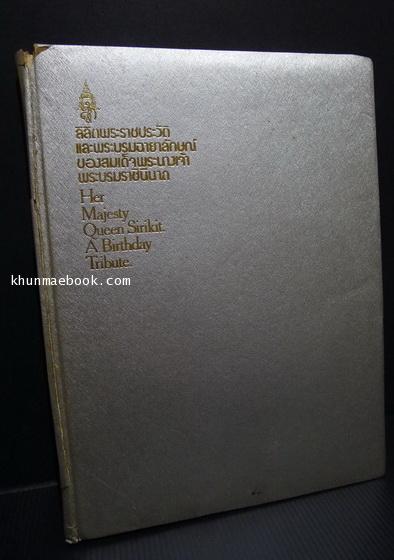 ลิลิตพระราชประวัติ
และพระบรมฉายาลักษณ์
ของสมเด็จพระนางเจ้า
พระบรมราชินีนาถ
Her
Majesty
Queen Sirikit.
A Birthday
Tribute.
khunmaebook.com